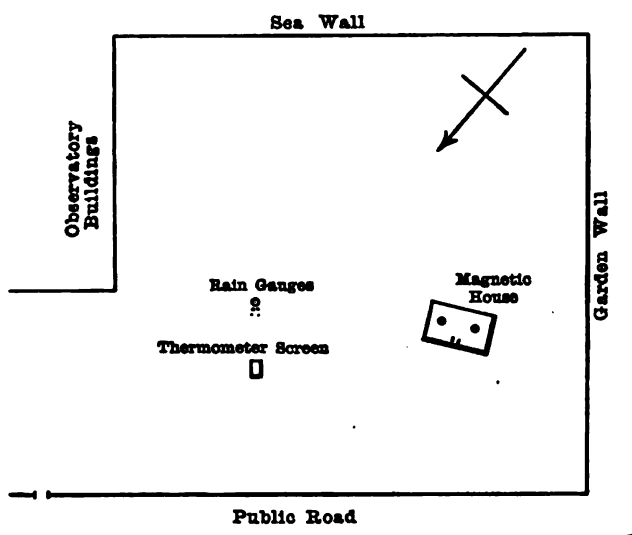 Sea Wall
Observatory
Buildings
Garden Wall
Rain Gauges
Magnetic
House
Thermometer Screen
Public Road